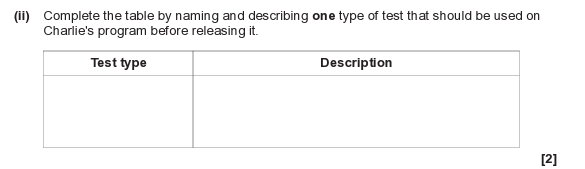 (ii) Complete the table by naming and describing one type of test that should be used on
Charlie's program before releasing it.
Test type Description
[2]